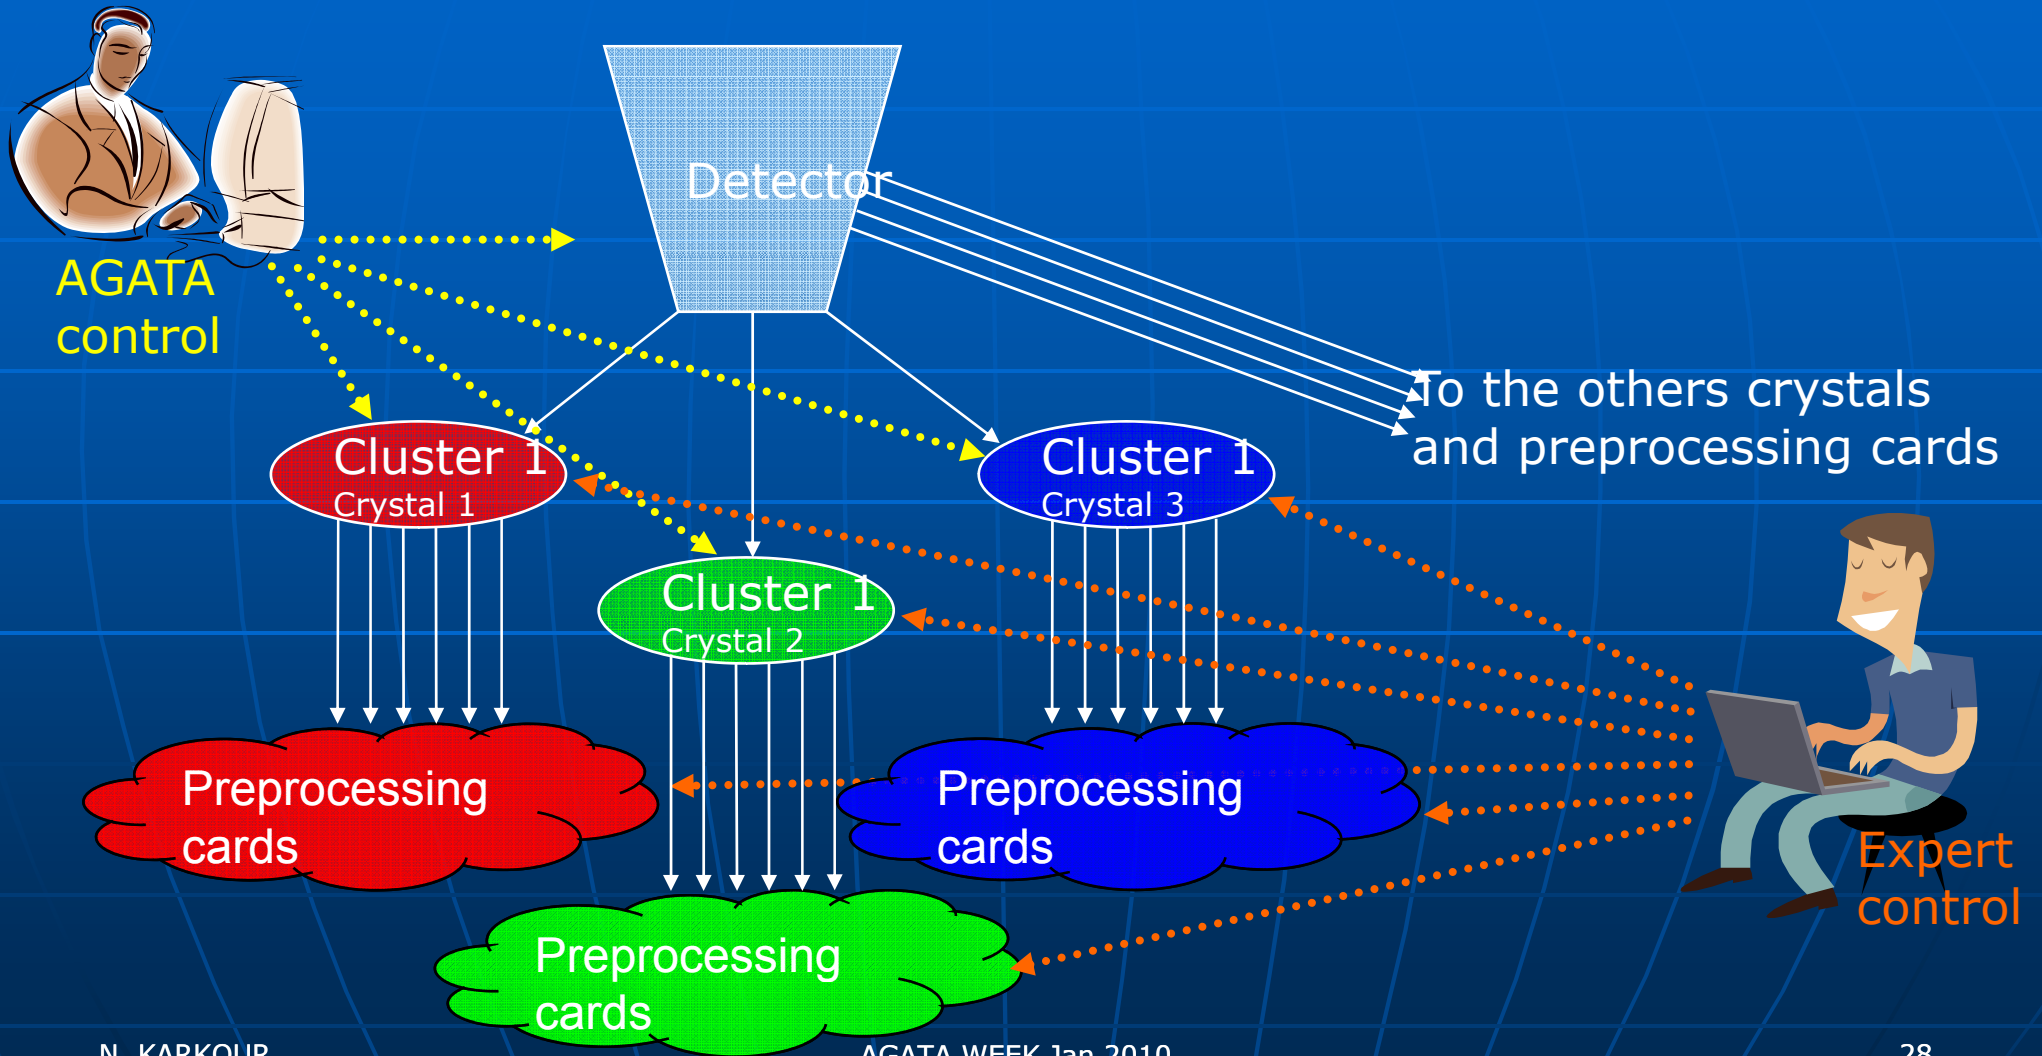 Detector
AGATA
control
To the others crystals
and preprocessing cards
Cluster 1
Crystal 1
Cluster 1
Crystal 3
Cluster 1
Crystal 2
Preprocessing
cards
Preprocessing
cards
Expert
control
Preprocessing
cards
N. KARKOUR
AGATA WEEK Jan 2010
28